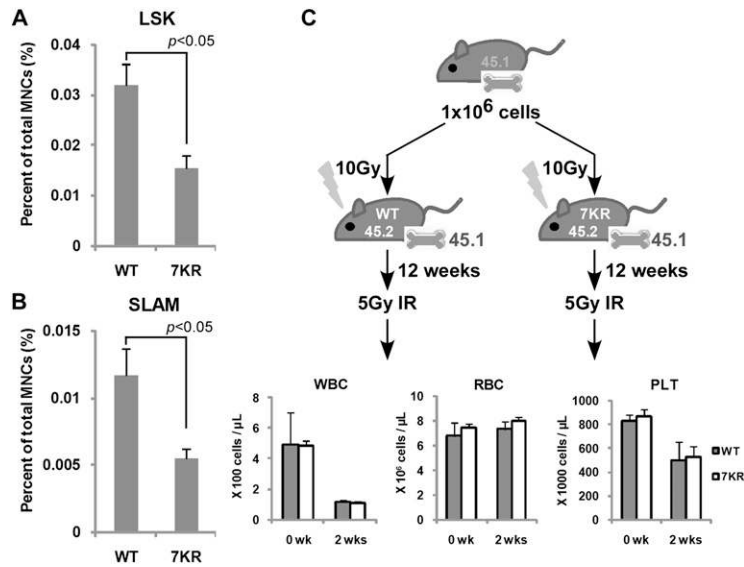 A
LSK
p<0.05
Percent of total MNCs (%)
0.04
0.03
0.02
0.01
0
WT 7KR
B
SLAM
p<0.05
Percent of total MNCs (%)
0.015
0.01
0.005
0
WT 7KR
C
45.1
1x10⁶ cells
10Gy 10Gy
WT 7KR
45.2 45.1 45.2 45.1
12 weeks 12 weeks
5Gy IR 5Gy IR
WBC
X 100 cells / µL
8
6
4
2
0
0 wk 2 wks
RBC
X 10⁶ cells / µL
10
8
6
4
2
0
0 wk 2 wks
PLT
X 1000 cells / µL
1000
800
600
400
200
0
0 wk 2 wks
WT
7KR